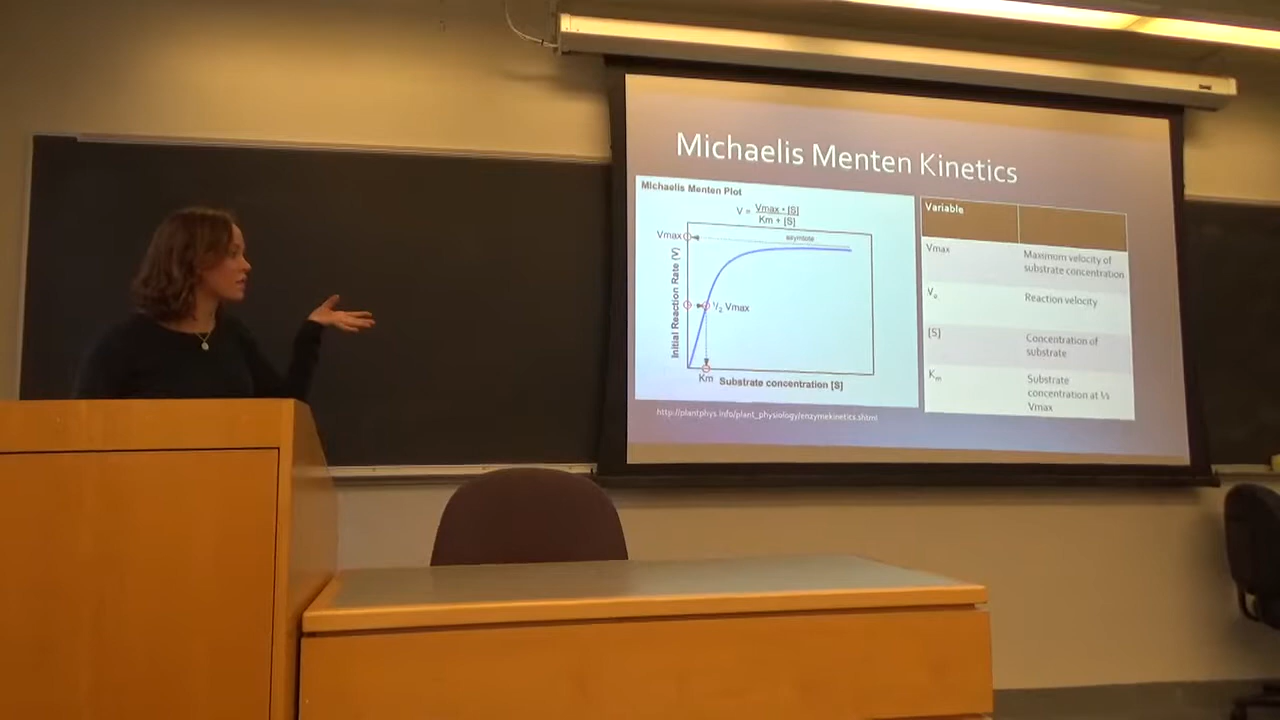 Michaelis Menten Kinetics
Michaelis Menten Plot
V = Vmax • [S]
Km + [S]
Vmax
asymtote
Initial Reaction Rate (V)
1/2 Vmax
Km
Substrate concentration [S]
http://plantphys.info/plant_physiology/enzymekinetics.shtml
Variable
Vmax
Maximum velocity of
substrate concentration
Vo
Reaction velocity
[S]
Concentration of
substrate
Km
Substrate
concentration at ½
Vmax